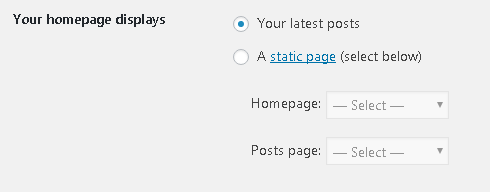 Your homepage displays
Your latest posts
A static page (select below)
Homepage: — Select —
Posts page: — Select —